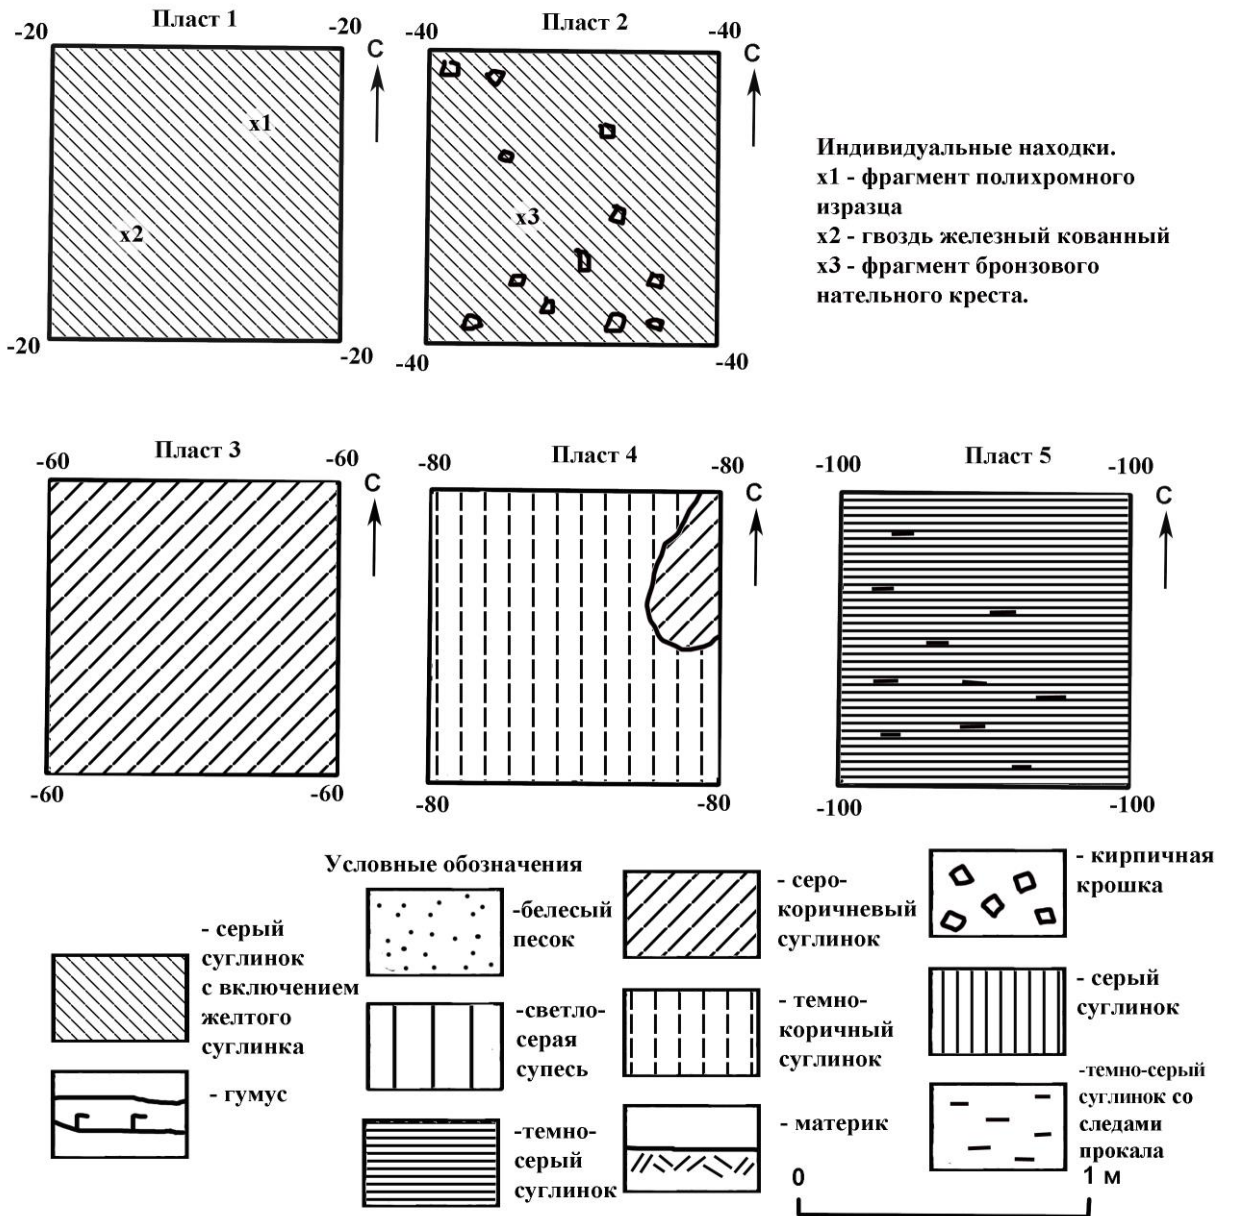 Пласт 1
-20
-20
С
x1
x2
-20
-20
Пласт 2
-40
-40
С
x3
-40
-40
Индивидуальные находки.
x1 - фрагмент полихромного
изразца
x2 - гвоздь железный кованный
x3 - фрагмент бронзового
нательного креста.
Пласт 3
-60
-60
С
-60
-60
Пласт 4
-80
-80
С
-80
-80
Пласт 5
-100
-100
С
-100
-100
Условные обозначения
- серый
суглинок
с включением
желтого
суглинка
- гумус
-белесый
песок
-светло-
серая
супесь
-темно-
серый
суглинок
- серо-
коричневый
суглинок
- темно-
коричный
суглинок
- материк
- кирпичная
крошка
- серый
суглинок
-темно-серый
суглинок со
следами
прокала
0
1 м